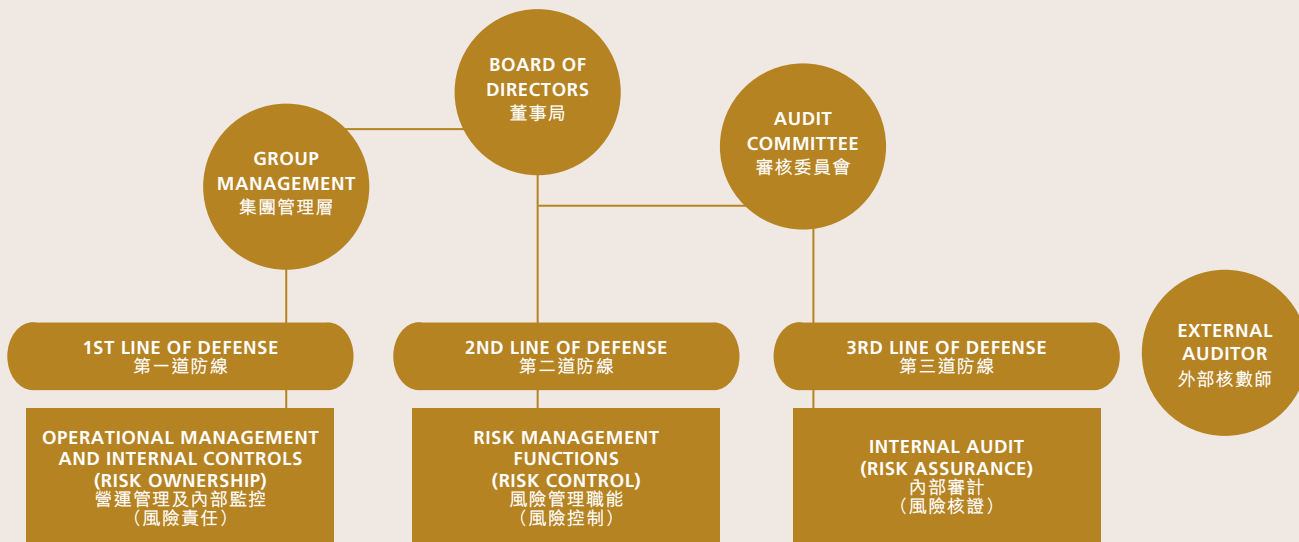 BOARD OF
DIRECTORS
董事局
GROUP
MANAGEMENT
集團管理層
AUDIT
COMMITTEE
審核委員會
EXTERNAL
AUDITOR
外部核數師
1ST LINE OF DEFENSE
第一道防線
2ND LINE OF DEFENSE
第二道防線
3RD LINE OF DEFENSE
第三道防線
OPERATIONAL MANAGEMENT
AND INTERNAL CONTROLS
(RISK OWNERSHIP)
營運管理及內部監控
（風險責任）
RISK MANAGEMENT
FUNCTIONS
(RISK CONTROL)
風險管理職能
（風險控制）
INTERNAL AUDIT
(RISK ASSURANCE)
內部審計
（風險核證）